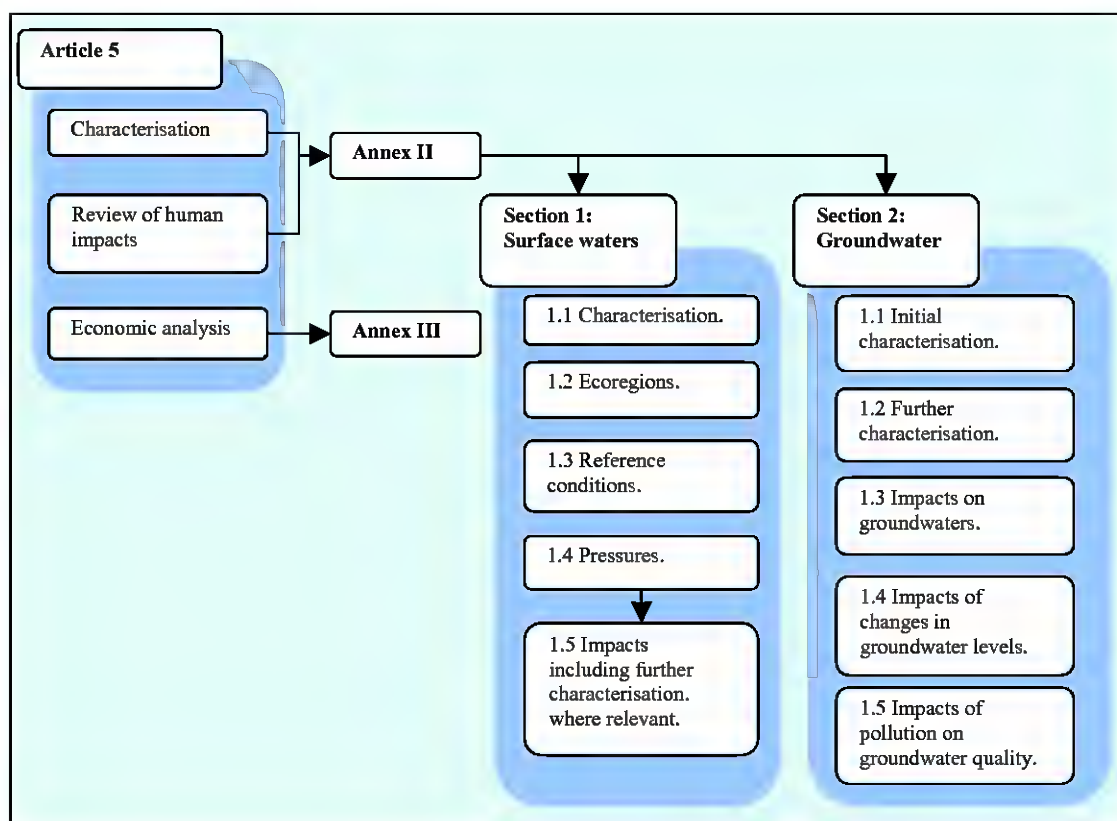 Article 5
Characterisation
Review of human
impacts
Economic analysis
Annex II
Annex III
Section 1:
Surface waters
1.1 Characterisation.
1.2 Ecoregions.
1.3 Reference
conditions.
1.4 Pressures.
1.5 Impacts
including further
characterisation.
where relevant.
Section 2:
Groundwater
1.1 Initial
characterisation.
1.2 Further
characterisation.
1.3 Impacts on
groundwaters.
1.4 Impacts of
changes in
groundwater levels.
1.5 Impacts of
pollution on
groundwater quality.